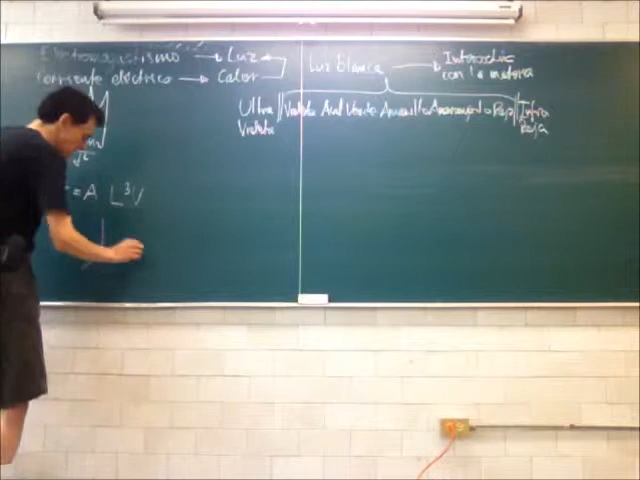 Electromagnetismo → Luz
corriente electrica → Calor
= A L³ V
Luz blanca → Interacción
con la materia
Ultra Violeta Azul Verde Amarillo Anaranjado Rojo Infra
Violeta Roja